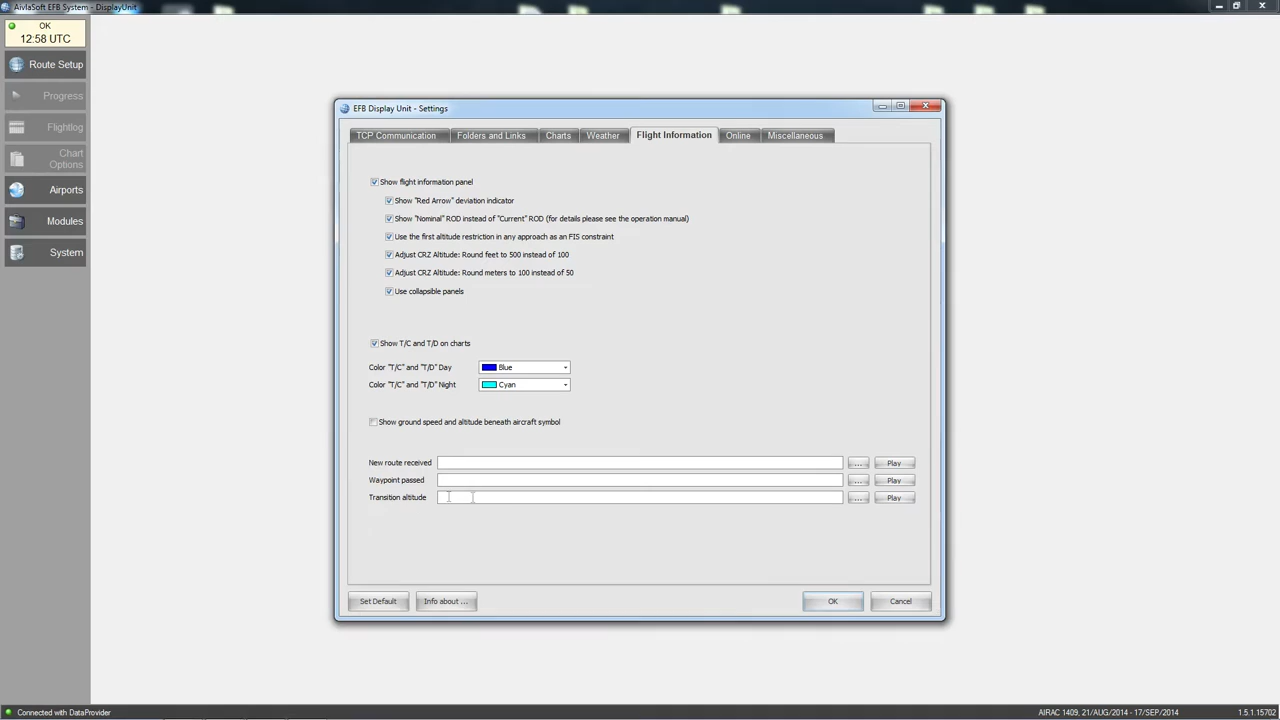 AivlaSoft EFB System - DisplayUnit
OK
12:58 UTC
Route Setup
Progress
Flightlog
Chart
Options
Airports
Modules
System
EFB Display Unit - Settings
TCP Communication
Folders and Links
Charts
Weather
Flight Information
Online
Miscellaneous
Show flight information panel
Show "Red Arrow" deviation indicator
Show "Nominal" ROD instead of "Current" ROD (for details please see the operation manual)
Use the first altitude restriction in any approach as an FIS constraint
Adjust CRZ Altitude: Round feet to 500 instead of 100
Adjust CRZ Altitude: Round meters to 100 instead of 50
Use collapsible panels
Show T/C and T/D on charts
Color "T/C" and "T/D" Day Blue
Color "T/C" and "T/D" Night Cyan
Show ground speed and altitude beneath aircraft symbol
New route received ... Play
Waypoint passed ... Play
Transition altitude ... Play
Set Default
Info about ...
OK
Cancel
Connected with DataProvider
AIRAC 1409, 21/AUG/2014 - 17/SEP/2014
1.5.1.15702